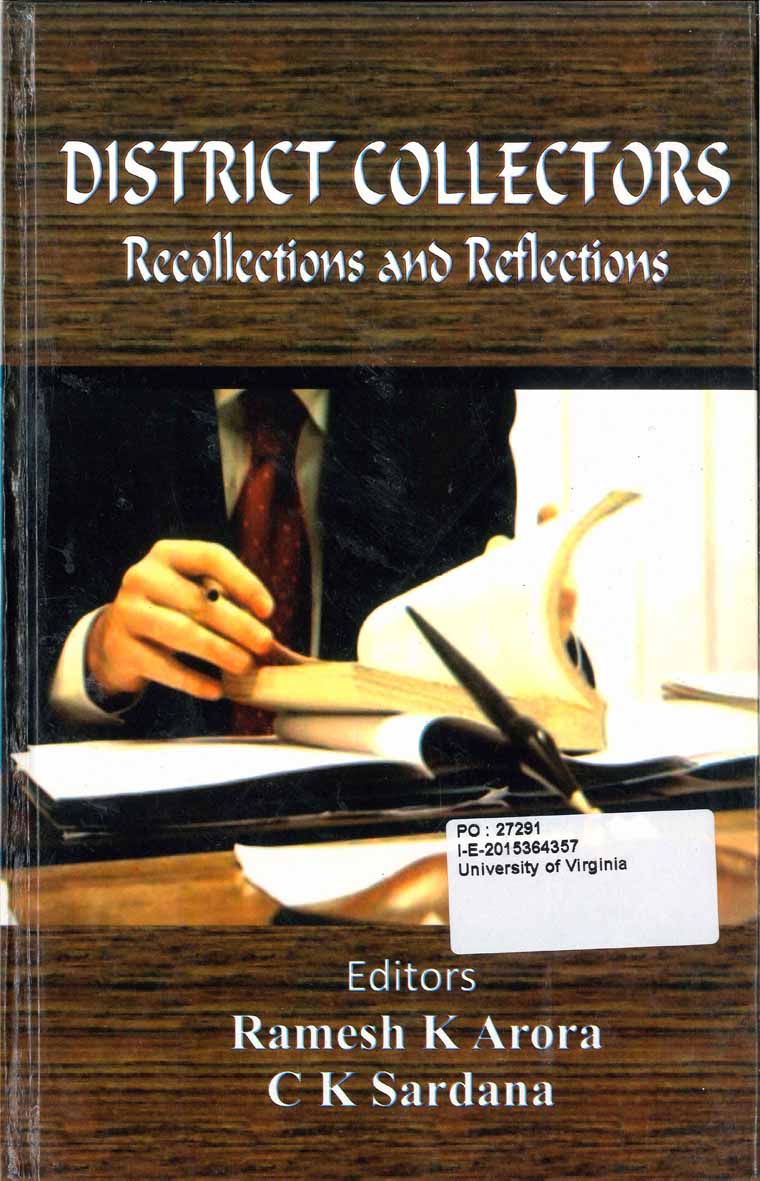 DISTRICT COLLECTORS
Recollections and Reflections
PO : 27291
I-E-2015364357
University of Virginia
Editors
Ramesh K Arora
C K Sardana